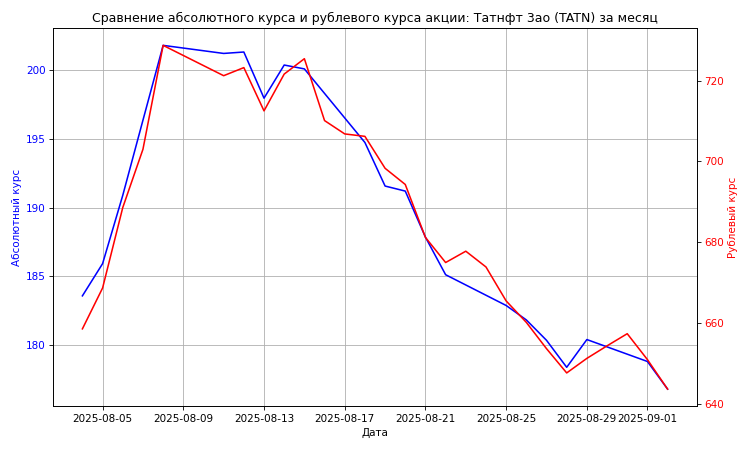 Сравнение абсолютного курса и рублевого курса акции: Татнфт 3ао (TATN) за месяц
Абсолютный курс
200
195
190
185
180
Рублевый курс
720
700
680
660
640
2025-08-05 2025-08-09 2025-08-13 2025-08-17 2025-08-21 2025-08-25 2025-08-29 2025-09-01
Дата